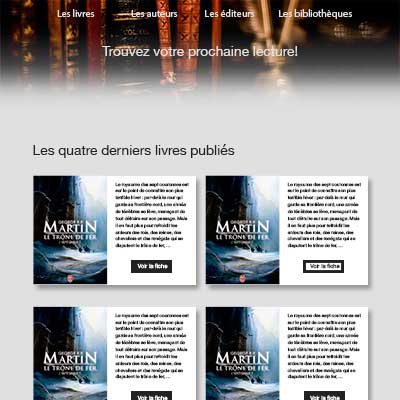 Les livres Les auteurs Les éditeurs Les bibliothèques
Trouvez votre prochaine lecture!
Les quatre derniers livres publiés
GEORGE R.R.
MARTIN
LE TRÔNE DE FER
Le royaume des sept couronnes est
sur le point de connaître son plus
terrible hiver : par-delà le mur qui
garde sa frontière nord, une armée
de ténèbres se lève, menaçant de
tout détruire sur son passage. Mais
il en faut plus pour refroidir les
ardeurs des rois, des reines, des
chevaliers et des renégats qui se
disputent le trône de fer, ...
Voir la fiche
GEORGE R.R.
MARTIN
LE TRÔNE DE FER
Le royaume des sept couronnes est
sur le point de connaître son plus
terrible hiver : par-delà le mur qui
garde sa frontière nord, une armée
de ténèbres se lève, menaçant de
tout détruire sur son passage. Mais
il en faut plus pour refroidir les
ardeurs des rois, des reines, des
chevaliers et des renégats qui se
disputent le trône de fer, ...
Voir la fiche
GEORGE R.R.
MARTIN
LE TRÔNE DE FER
Le royaume des sept couronnes est
sur le point de connaître son plus
terrible hiver : par-delà le mur qui
garde sa frontière nord, une armée
de ténèbres se lève, menaçant de
tout détruire sur son passage. Mais
il en faut plus pour refroidir les
ardeurs des rois, des reines, des
chevaliers et des renégats qui se
disputent le trône de fer, ...
Voir la fiche
GEORGE R.R.
MARTIN
LE TRÔNE DE FER
Le royaume des sept couronnes est
sur le point de connaître son plus
terrible hiver : par-delà le mur qui
garde sa frontière nord, une armée
de ténèbres se lève, menaçant de
tout détruire sur son passage. Mais
il en faut plus pour refroidir les
ardeurs des rois, des reines, des
chevaliers et des renégats qui se
disputent le trône de fer, ...
Voir la fiche